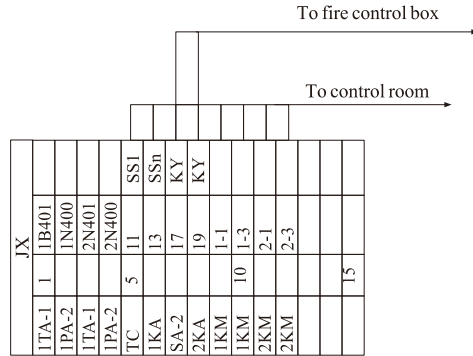 To fire control box
To control room
JX
1TA-1 1 1B401
1PA-2 1N400
1TA-1 2N401
1PA-2 2N400
TC 5 11 SS1
1KA 13 SSn
SA-2 17 KY
2KA 19 KY
1KM 1-1
1KM 10 1-3
2KM 2-1
2KM 2-3
15